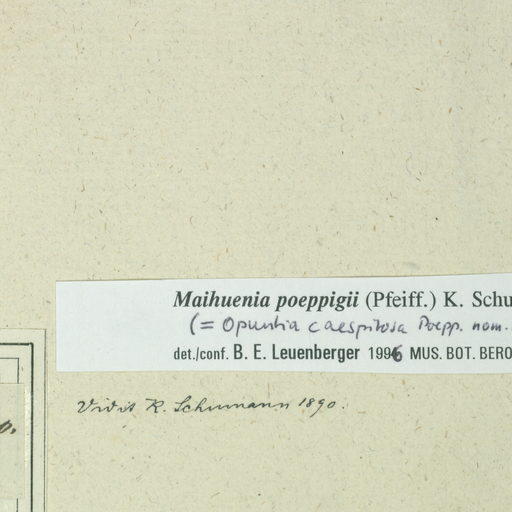 Maihuenia poeppigii (Pfeiff.) K. Schu
(= Opuntia caespitosa Poepp. nom.
det./conf. B. E. Leuenberger 1996 MUS. BOT. BERO
Vidit K. Schumann 1890.